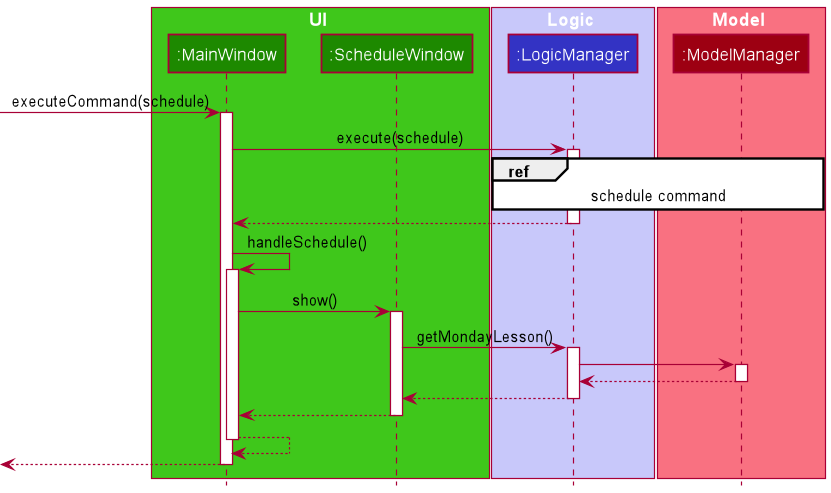 UI
Logic
Model
:MainWindow
:ScheduleWindow
:LogicManager
:ModelManager
executeCommand(schedule)
execute(schedule)
ref
schedule command
handleSchedule()
show()
getMondayLesson()